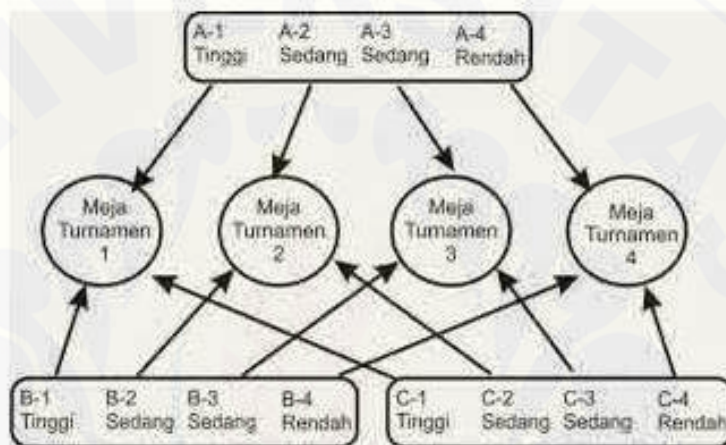 A-1 A-2 A-3 A-4
Tinggi Sedang Sedang Rendah
Meja Turnamen 1
Meja Turnamen 2
Meja Turnamen 3
Meja Turnamen 4
B-1 B-2 B-3 B-4
Tinggi Sedang Sedang Rendah
C-1 C-2 C-3 C-4
Tinggi Sedang Sedang Rendah